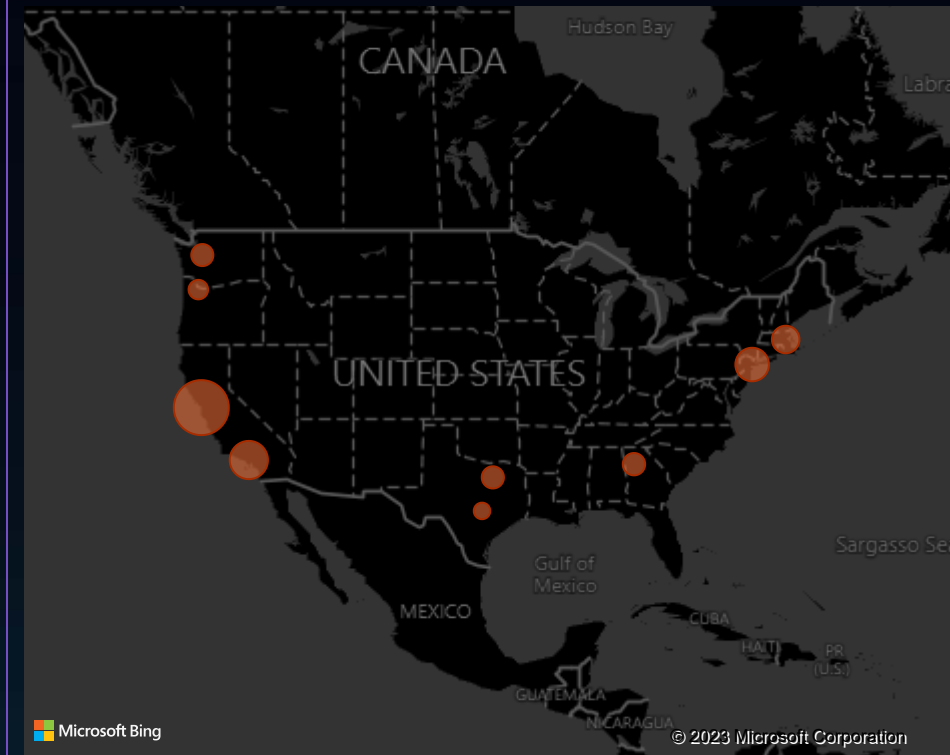 Hudson Bay
CANADA
Labra
UNITED STATES
Sargasso Se
Gulf of
Mexico
MEXICO
CUBA
HAITI
PR
(U.S.)
GUATEMALA
NICARAGUA
Microsoft Bing
© 2023 Microsoft Corporation